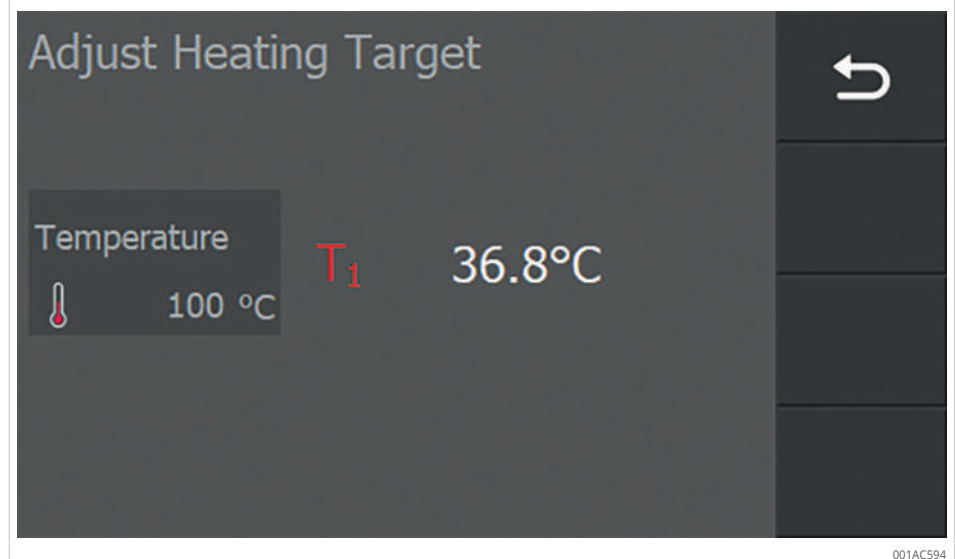 Adjust Heating Target
Temperature
100 °C
T₁ 36.8°C
001AC594